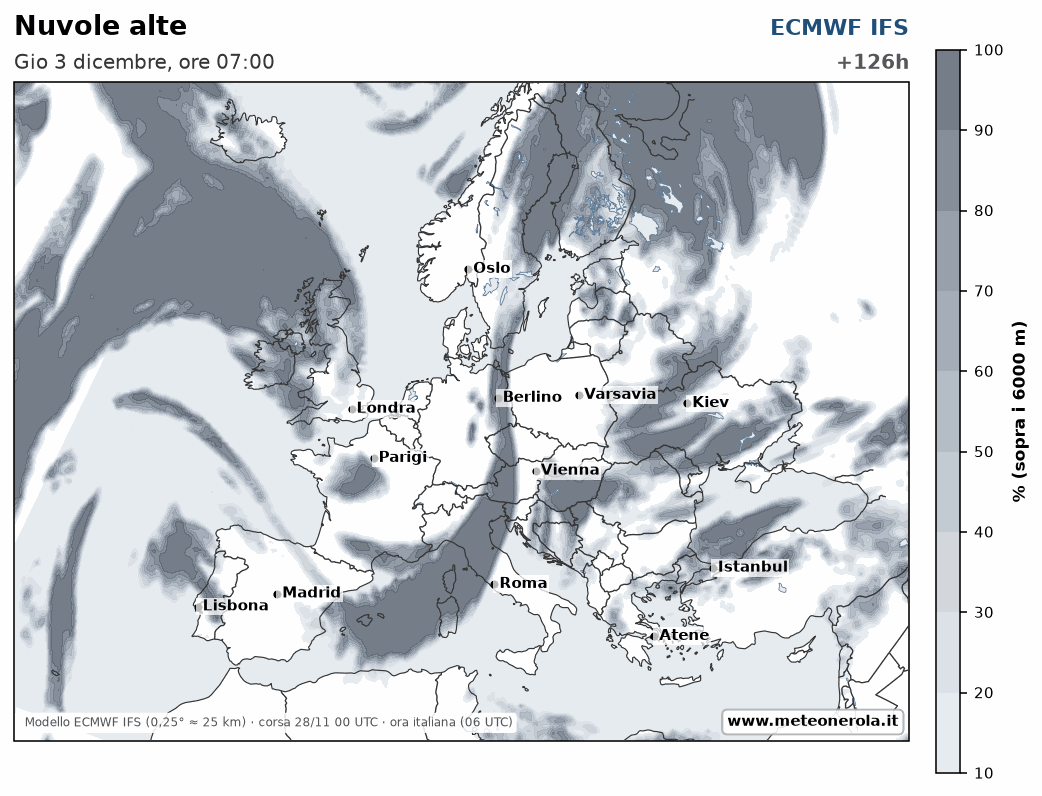 Nuvole alte
ECMWF IFS
Gio 3 dicembre, ore 07:00
+126h
100
90
80
70
60
50
40
30
20
10
% (sopra i 6000 m)
Oslo
Berlino
Varsavia
Kiev
Londra
Parigi
Vienna
Istanbul
Roma
Madrid
Lisbona
Atene
Modello ECMWF IFS (0,25° ≈ 25 km) · corsa 28/11 00 UTC · ora italiana (06 UTC)
www.meteonerola.it